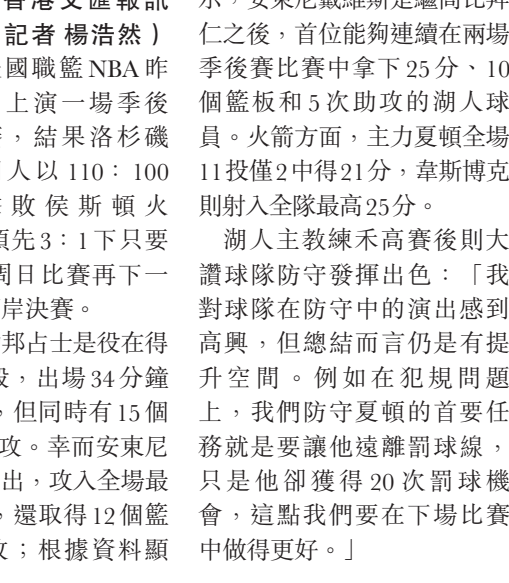 香港文匯報訊
記者 楊浩然）
國職籃 NBA 昨
上演一場季後
，結果洛杉磯
人以 110：100
敗侯斯頓火
領先3：1下只要
周日比賽再下一
岸決賽。
邦占士是役在得
，出場34分鐘
，但同時有15個
攻。幸而安東尼
出，攻入全場最
，還取得12個籃
；根據資料顯
示，安東尼戴維斯是繼高比拜
仁之後，首位能夠連續在兩場
季後賽比賽中拿下25分、10
個籃板和5次助攻的湖人球
員。火箭方面，主力夏頓全場
11投僅2中得21分，韋斯博克
則射入全隊最高25分。
湖人主教練禾高賽後則大
讚球隊防守發揮出色：「我
對球隊在防守中的演出感到
高興，但總結而言仍是有提
升空間。例如在犯規問題
上，我們防守夏頓的首要任
務就是要讓他遠離罰球線，
只是他卻獲得20次罰球機
會，這點我們要在下場比賽
中做得更好。」